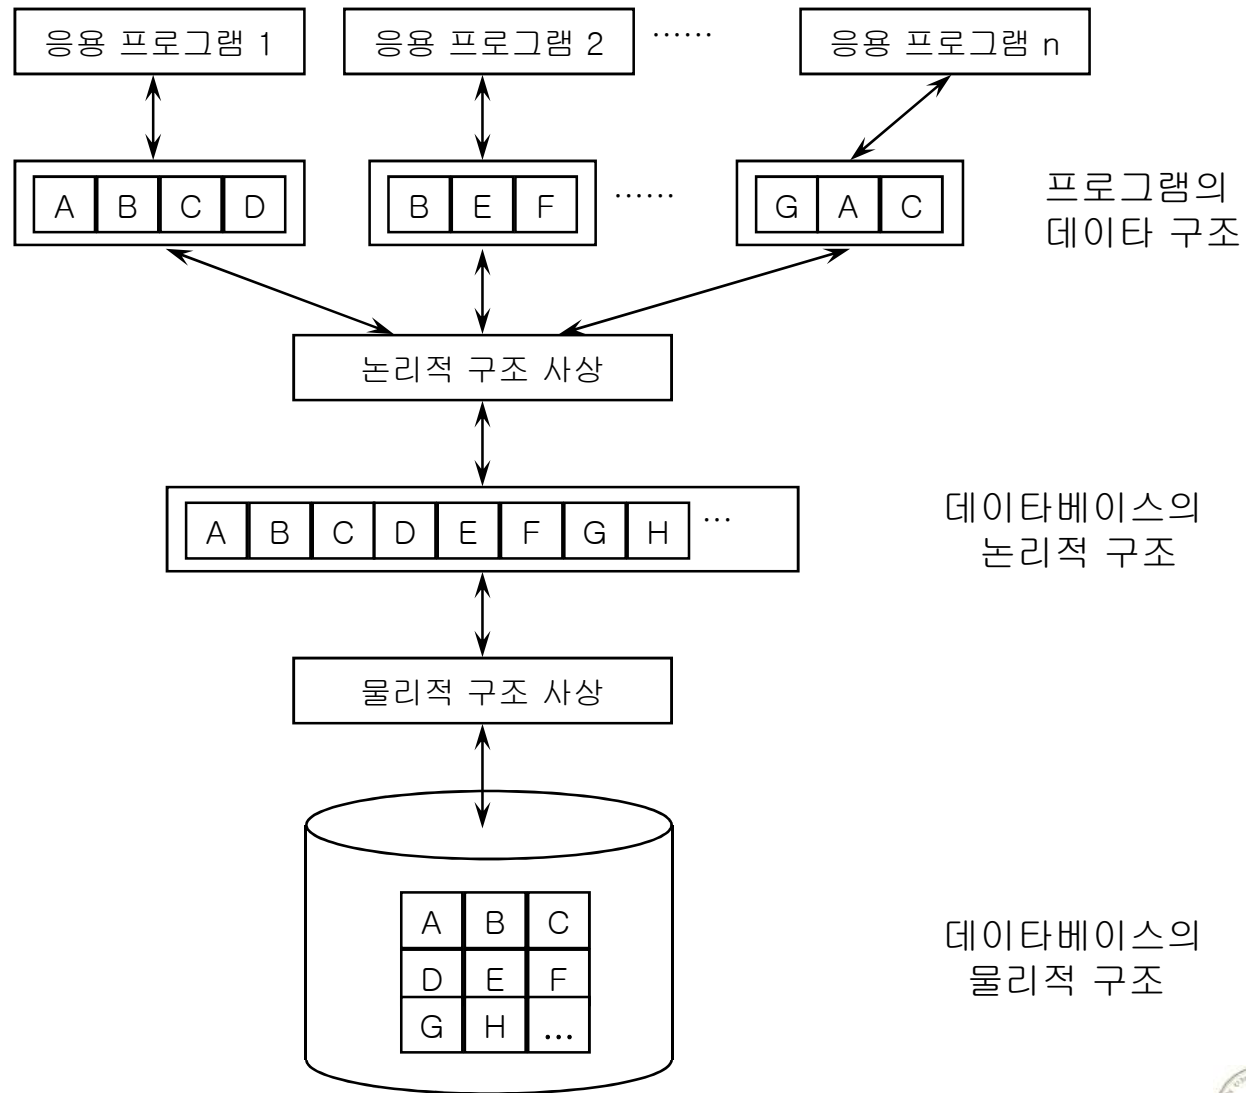 응용 프로그램 1
응용 프로그램 2
……
응용 프로그램 n
A B C D
B E F
……
G A C
프로그램의
데이타 구조
논리적 구조 사상
A B C D E F G H …
데이타베이스의
논리적 구조
물리적 구조 사상
A B C
D E F
G H ...
데이타베이스의
물리적 구조